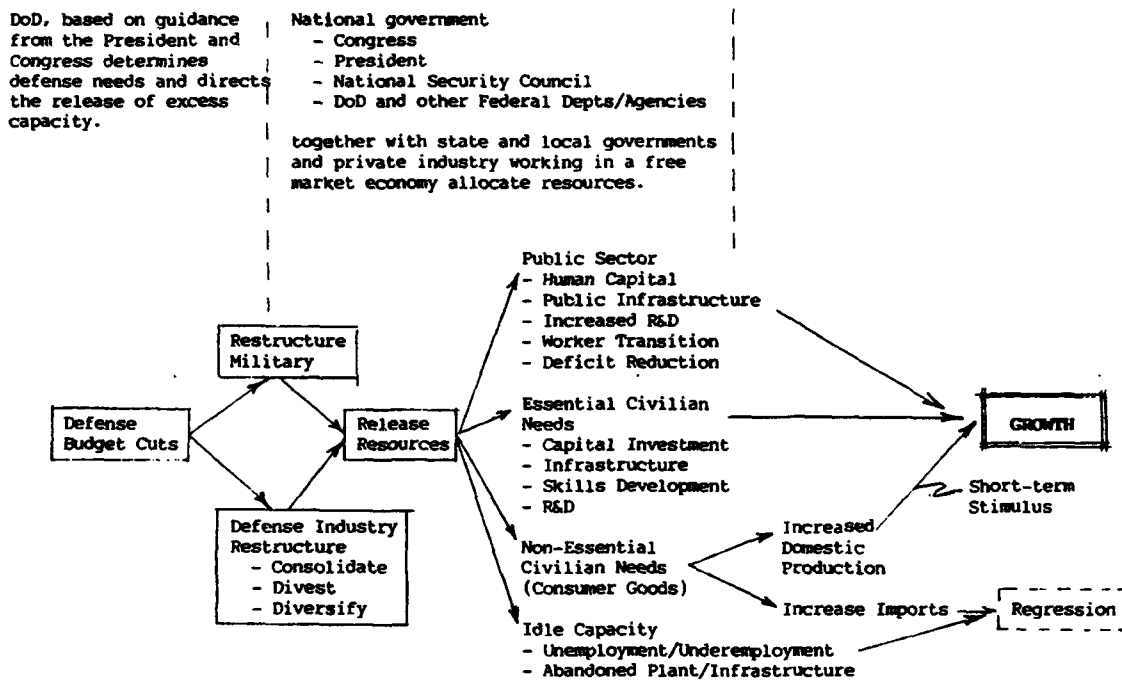 DoD, based on guidance
from the President and
Congress determines
defense needs and directs
the release of excess
capacity.
National government
- Congress
- President
- National Security Council
- DoD and other Federal Depts/Agencies
together with state and local governments
and private industry working in a free
market economy allocate resources.
Public Sector
- Human Capital
- Public Infrastructure
- Increased R&D
- Worker Transition
- Deficit Reduction
Restructure
Military
Defense
Budget Cuts
Release
Resources
Essential Civilian
Needs
- Capital Investment
- Infrastructure
- Skills Development
- R&D
GROWTH
Short-term
Stimulus
Defense Industry
Restructure
- Consolidate
- Divest
- Diversify
Non-Essential
Civilian Needs
(Consumer Goods)
Increased
Domestic
Production
Increase Imports
Regression
Idle Capacity
- Unemployment/Underemployment
- Abandoned Plant/Infrastructure